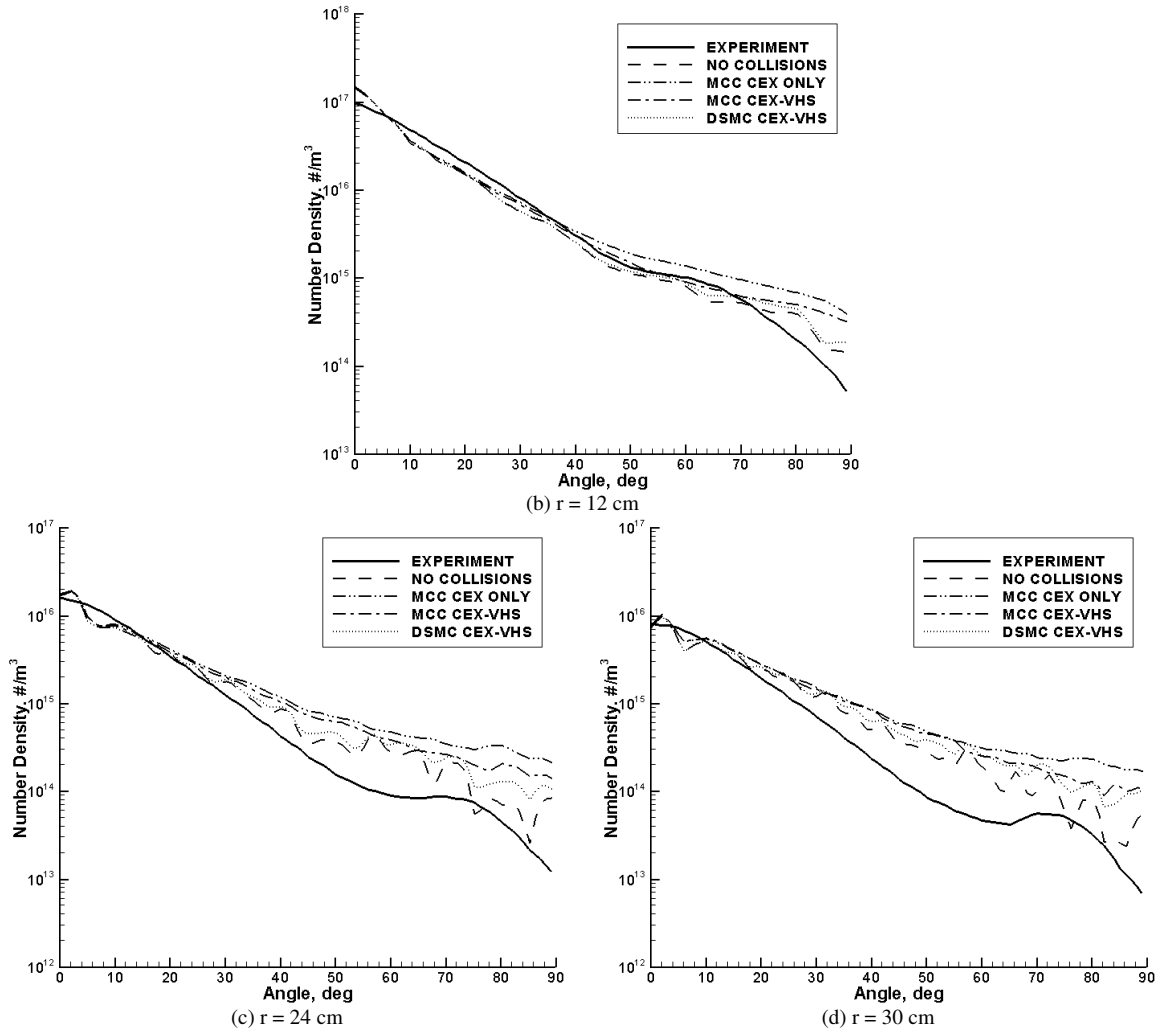 10^18
10^17
10^16
10^15
10^14
10^13
Number Density, #/m^3
EXPERIMENT
NO COLLISIONS
MCC CEX ONLY
MCC CEX-VHS
DSMC CEX-VHS
0 10 20 30 40 50 60 70 80 90
Angle, deg
(b) r = 12 cm
10^17
10^16
10^15
10^14
10^13
10^12
Number Density, #/m^3
EXPERIMENT
NO COLLISIONS
MCC CEX ONLY
MCC CEX-VHS
DSMC CEX-VHS
0 10 20 30 40 50 60 70 80 90
Angle, deg
(c) r = 24 cm
10^17
10^16
10^15
10^14
10^13
10^12
Number Density, #/m^3
EXPERIMENT
NO COLLISIONS
MCC CEX ONLY
MCC CEX-VHS
DSMC CEX-VHS
0 10 20 30 40 50 60 70 80 90
Angle, deg
(d) r = 30 cm